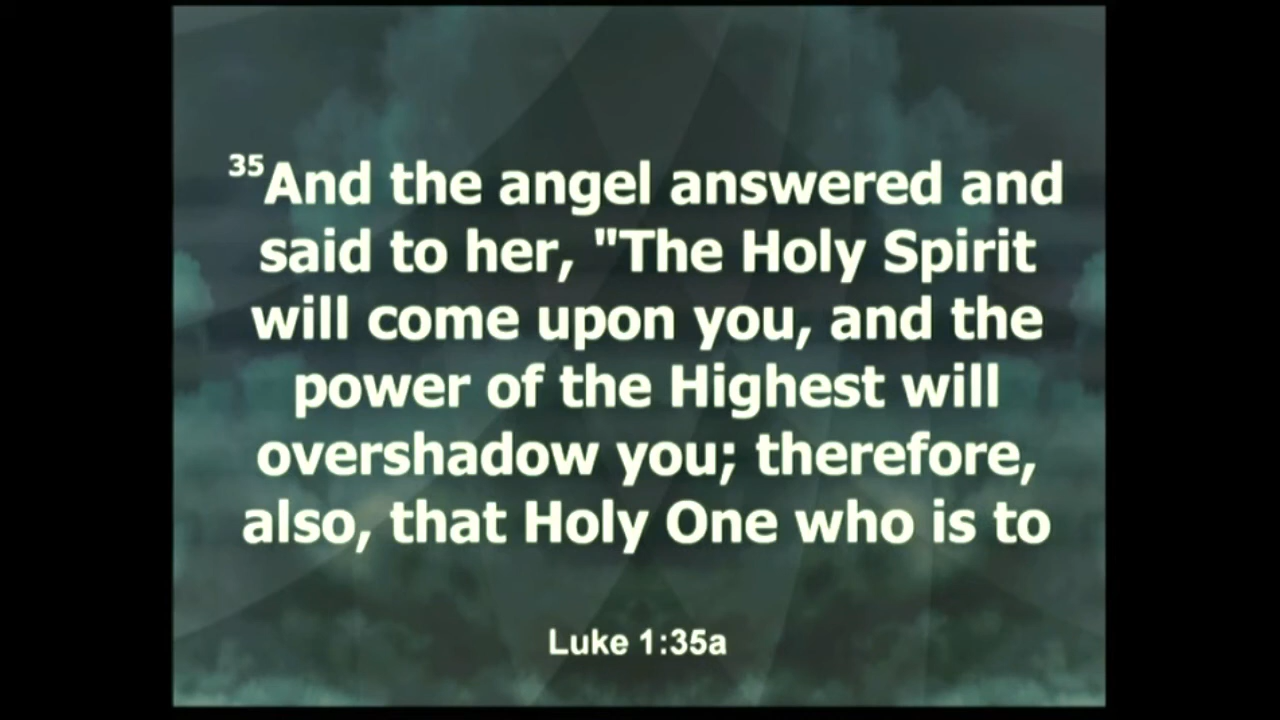 35And the angel answered and
said to her, "The Holy Spirit
will come upon you, and the
power of the Highest will
overshadow you; therefore,
also, that Holy One who is to
Luke 1:35a